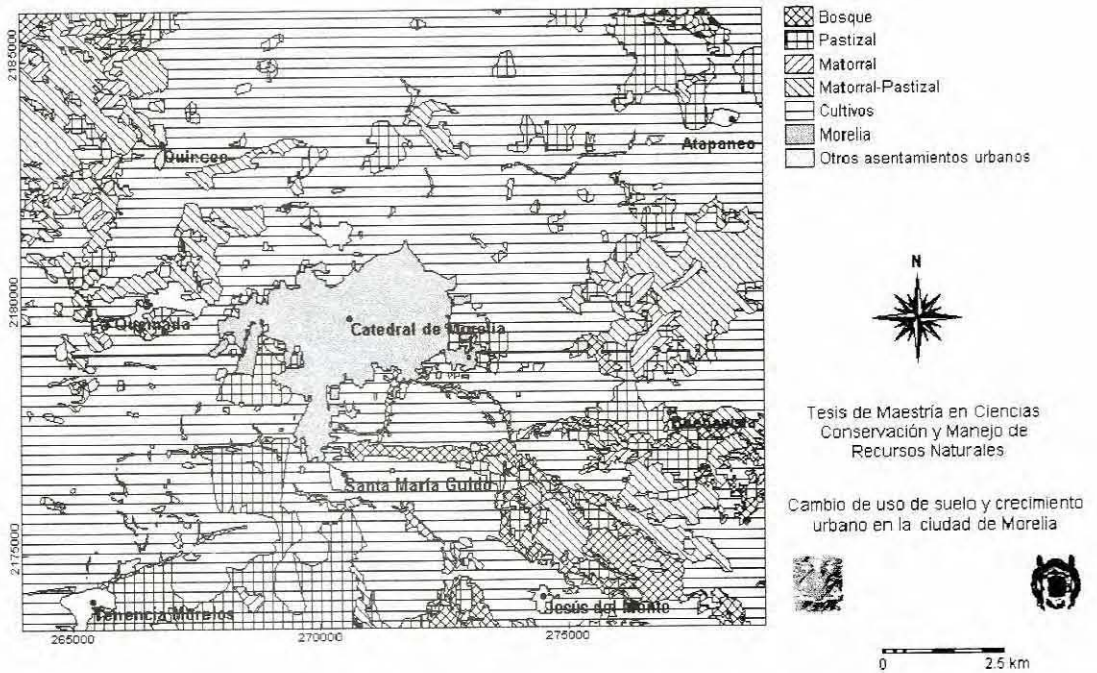 Bosque
Pastizal
Matorral
Matorral-Pastizal
Cultivos
Morelia
Otros asentamientos urbanos
2185000
2180000
2175000
Quinceo
Atapaneo
La Quemada
Catedral de Morelia
Santa María Guido
Tenencia Morelos
Jesús del Monte
265000
270000
275000
N
Tesis de Maestría en Ciencias
Conservación y Manejo de
Recursos Naturales
Cambio de uso de suelo y crecimiento
urbano en la ciudad de Morelia
0
2.5 km